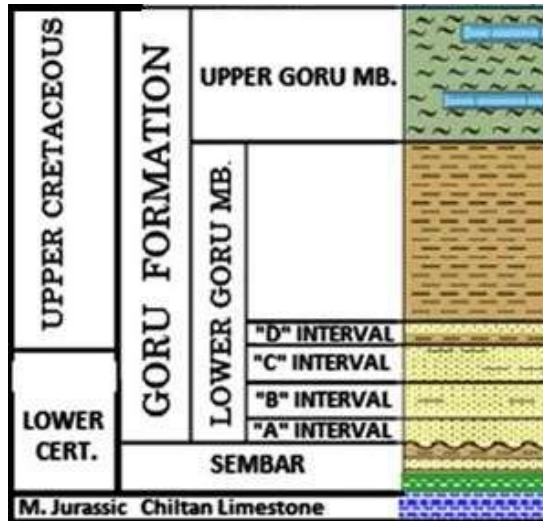 UPPER CRETACEOUS
LOWER
CERT.
GORU FORMATION
UPPER GORU MB.
LOWER GORU MB.
"D" INTERVAL
"C" INTERVAL
"B" INTERVAL
"A" INTERVAL
SEMBAR
M. Jurassic Chiltan Limestone